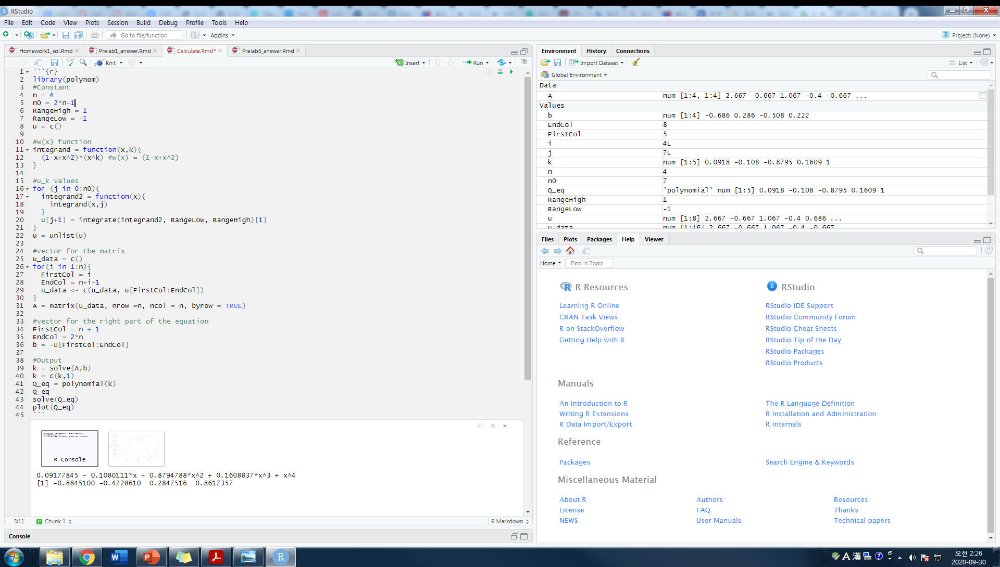 RStudio
File Edit Code View Plots Session Build Debug Profile Tools Help
Go to file/function Addins Project: (None)
Homework1_sol.Rmd Prelab1_answer.Rmd Calculate.Rmd* Prelab3_answer.Rmd
ABC Knit Insert Run
1 ```{r}
2 library(polynom)
3 #Constant
4 n = 4
5 n0 = 2*n-1
6 RangeHigh = 1
7 RangeLow = -1
8 u = c()
9
10 #w(x) function
11 integrand = function(x,k){
12 (1-x+x^2)*(x^k) #w(x) = (1-x+x^2)
13 }
14
15 #u_k values
16 for (j in 0:n0){
17 integrand2 = function(x){
18 integrand(x,j)
19 }
20 u[j+1] = integrate(integrand2, RangeLow, RangeHigh)[1]
21 }
22 u = unlist(u)
23
24 #vector for the matrix
25 u_data = c()
26 for(i in 1:n){
27 FirstCol = i
28 EndCol = n+i-1
29 u_data <- c(u_data, u[FirstCol:EndCol])
30 }
31 A = matrix(u_data, nrow =n, ncol = n, byrow = TRUE)
32
33 #vector for the right part of the equation
34 FirstCol = n + 1
35 EndCol = 2*n
36 b = -u[FirstCol:EndCol]
37
38 #Output
39 k = solve(A,b)
40 k = c(k,1)
41 Q_eq = polynomial(k)
42 Q_eq
43 solve(Q_eq)
44 plot(Q_eq)
45 ```
R Console
0.09177845 - 0.1080111*x - 0.8794788*x^2 + 0.1608837*x^3 + x^4
[1] -0.8845100 -0.4228610 0.2847516 0.8617357
5:11 C Chunk 1 R Markdown
Console
Environment History Connections
Import Dataset List
Global Environment
Data
A num [1:4, 1:4] 2.667 -0.667 1.067 -0.4 -0.667 ...
Values
b num [1:4] -0.686 0.286 -0.508 0.222
EndCol 8
FirstCol 5
i 4L
j 7L
k num [1:5] 0.0918 -0.108 -0.8795 0.1609 1
n 4
n0 7
Q_eq 'polynomial' num [1:5] 0.0918 -0.108 -0.8795 0.1609 1
RangeHigh 1
RangeLow -1
u num [1:8] 2.667 -0.667 1.067 -0.4 0.686 ...
u_data num [1:16] 2.667 -0.667 1.067 -0.4 -0.667
Files Plots Packages Help Viewer
Home Find in Topic
R Resources
Learning R Online
CRAN Task Views
R on StackOverflow
Getting Help with R
RStudio
RStudio IDE Support
RStudio Community Forum
RStudio Cheat Sheets
RStudio Tip of the Day
RStudio Packages
RStudio Products
Manuals
An Introduction to R The R Language Definition
Writing R Extensions R Installation and Administration
R Data Import/Export R Internals
Reference
Packages Search Engine & Keywords
Miscellaneous Material
About R Authors Resources
License FAQ Thanks
NEWS User Manuals Technical papers
A 漢 오전 2:26
2020-09-30